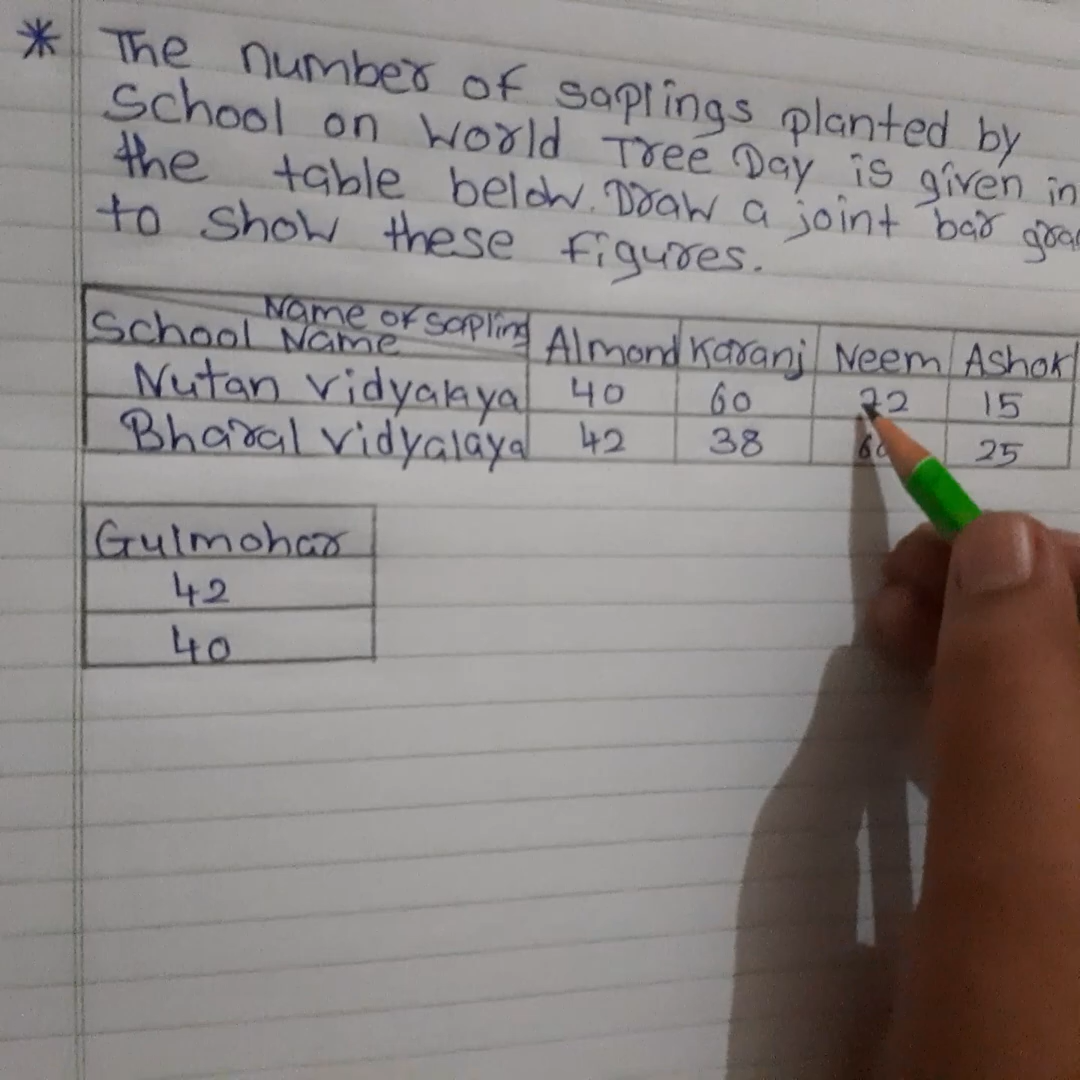 * The number of saplings planted by
School on World Tree Day is given in
the table below. Draw a joint bar
to show these figures.
Name of sapling
School Name Almond Karanj Neem Ashok
Nutan vidyalaya 40 60 72 15
Bharal vidyalaya 42 38 25
Gulmohar
42
40